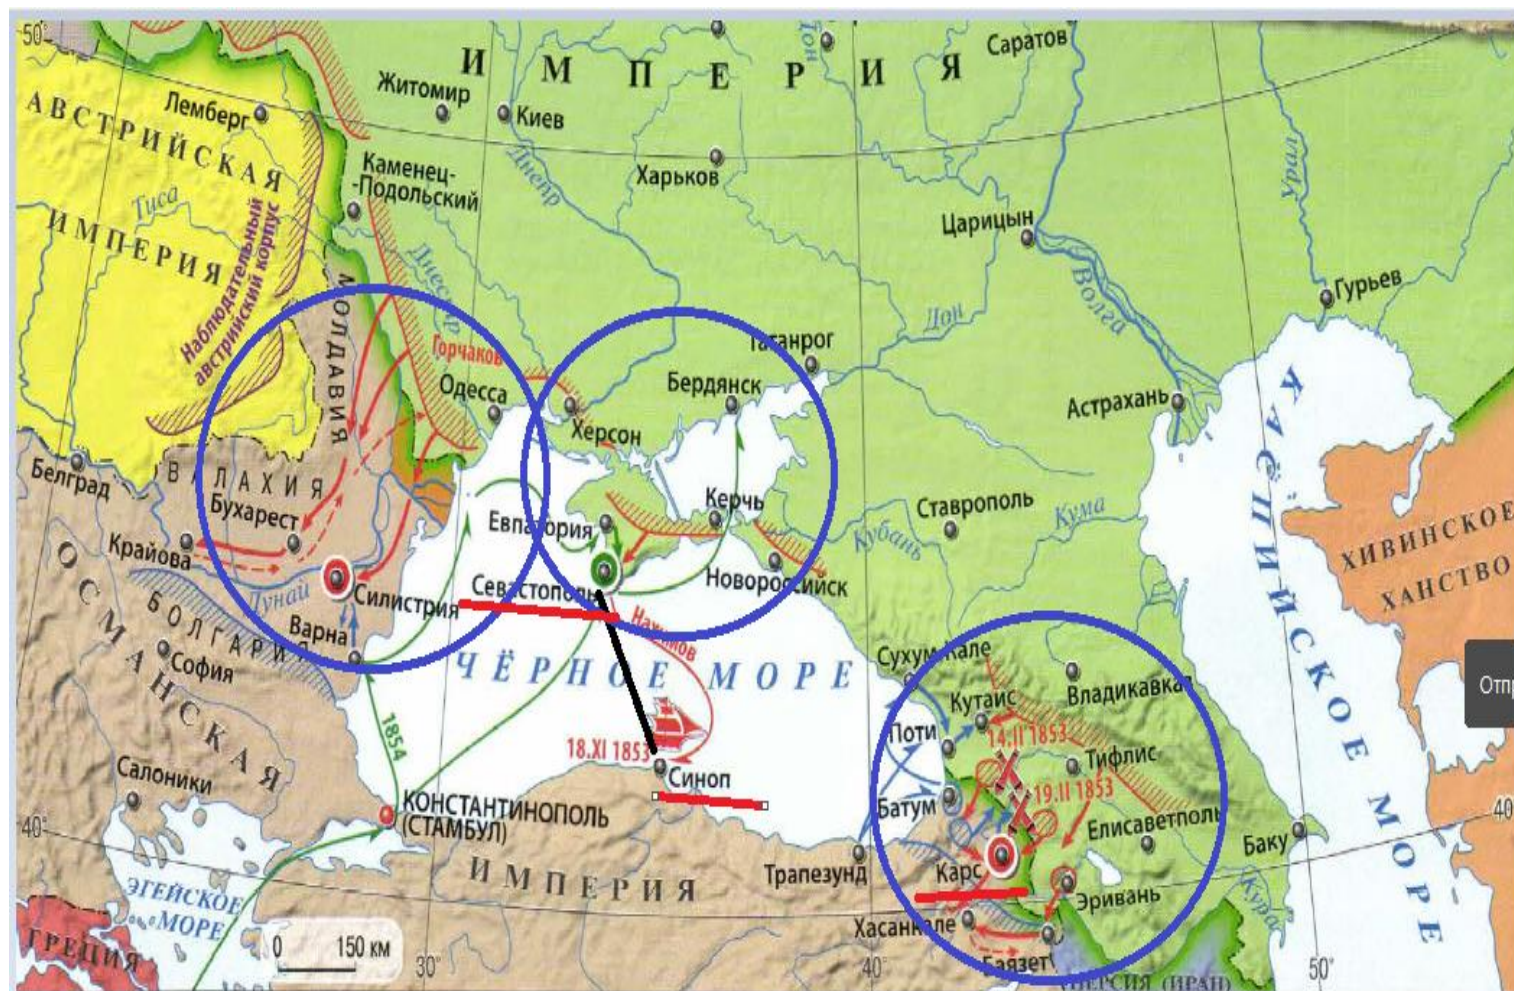 50°
И М П Е Р И Я
Дон
Саратов
Житомир
Киев
Лемберг
АВСТРИЙСКАЯ
ИМПЕРИЯ
Тиса
Каменец-
-Подольский
Днепр
Харьков
Урал
Царицын
Волга
Гурьев
Наблюдательный
австрийский корпус
МОЛДАВИЯ
Днестр
Горчаков
Одесса
Херсон
Бердянск
Таганрог
Дон
Астрахань
КАСПИЙСКОЕ МОРЕ
Белград
ВАЛАХИЯ
Бухарест
Крайова
Дунай
Силистрия
Варна
БОЛГАРИЯ
София
ОСМАНСКАЯ
ИМПЕРИЯ
Евпатория
Севастополь
Керчь
Новороссийск
Кубань
Ставрополь
Кума
ХИВИНСКОЕ
ХАНСТВО
Нахимов
ЧЁРНОЕ МОРЕ
1854
18.XI 1853
Синоп
Салоники
КОНСТАНТИНОПОЛЬ
(СТАМБУЛ)
40°
ЭГЕЙСКОЕ
МОРЕ
ГРЕЦИЯ
0 150 км
30°
Сухум-Кале
Кутаис
Владикавказ
Поти
14.II 1853
Тифлис
19.II 1853
Батум
Елисаветполь
Баку
Трапезунд
Карс
Эривань
Кура
Хасанкале
Баязет
ПЕРСИЯ (ИРАН)
40°
50°
40
Отпр